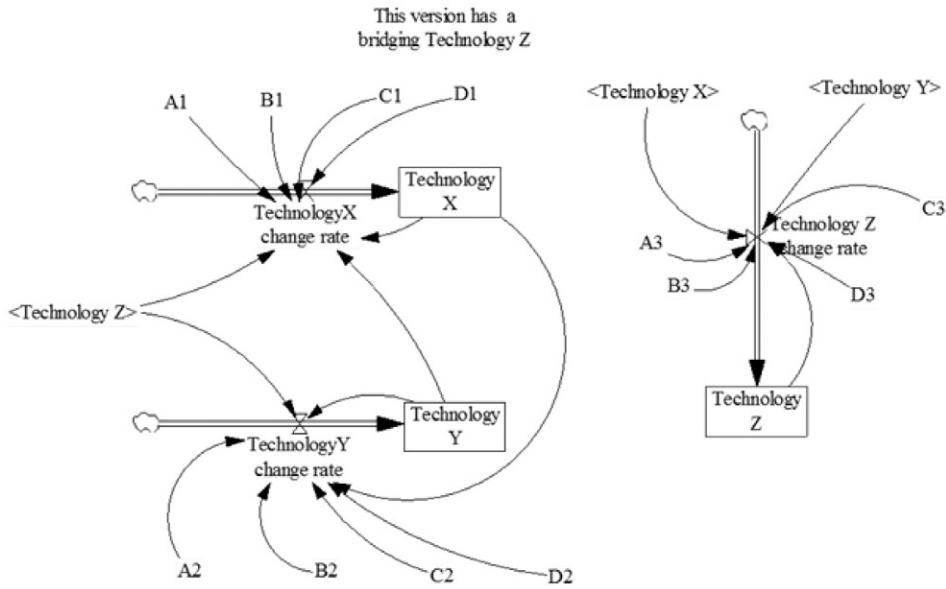 This version has a
bridging Technology Z
A1
B1
C1
D1
Technology
X
TechnologyX
change rate
<Technology Z>
Technology
Y
TechnologyY
change rate
A2
B2
C2
D2
<Technology X>
<Technology Y>
C3
Technology Z
change rate
A3
B3
D3
Technology
Z